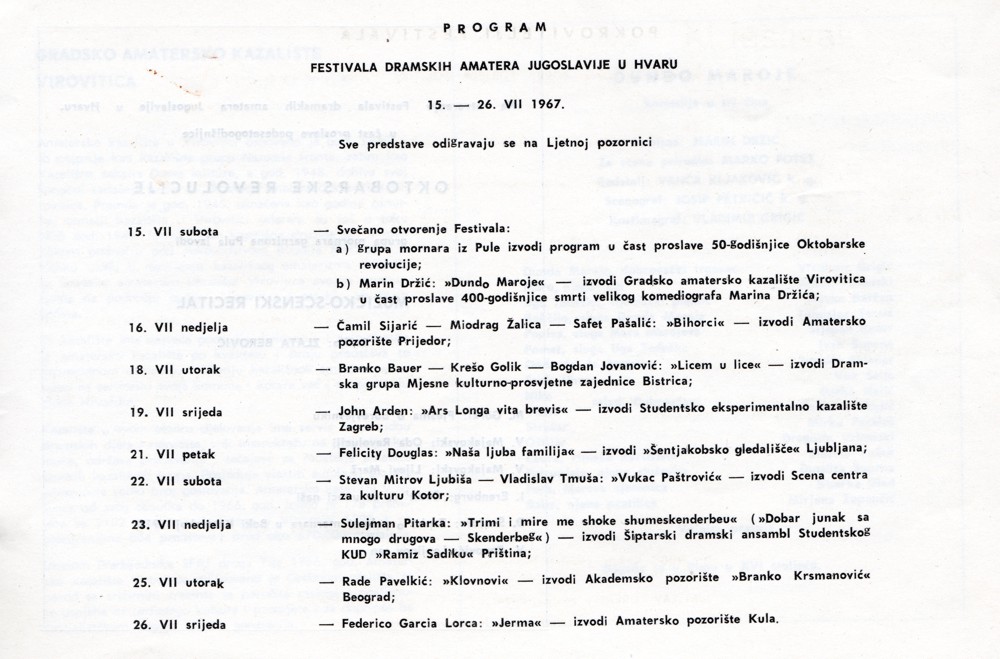 PROGRAM
FESTIVALA DRAMSKIH AMATERA JUGOSLAVIJE U HVARU
15. — 26. VII 1967.
Sve predstave odigravaju se na Ljetnoj pozornici
15. VII subota — Svečano otvorenje Festivala:
a) grupa mornara iz Pule izvodi program u čast proslave 50-godišnjice Oktobarske
revoiucije;
b) Marin Držić: »Dundo Maroje« — izvodi Gradsko amatersko kazalište Virovitica
u čast proslave 400-godišnjice smrti velikog komediografa Marina Držića;
16. VII nedjelja — Čamil Sijarić — Miodrag Žalica — Safet Pašalić: »Bihorci« — izvodi Amatersko
pozorište Prijedor;
18. VII utorak — Branko Bauer — Krešo Golik — Bogdan Jovanović: »Licem u lice« — izvodi Dram-
ska grupa Mjesne kulturno-prosvjetne zajednice Bistrica;
19. VII srijeda — John Arden: »Ars Longa vita brevis« — izvodi Studentsko eksperimentalno kazalište
Zagreb;
21. VII petak — Felicity Douglas: »Naša ljuba familija« — izvodi »Šentjakobsko gledališče« Ljubljana;
22. VII subota — Stevan Mitrov Ljubiša — Vladislav Tmuša: »Vukac Paštrović« — izvodi Scena centra
za kulturu Kotor;
23. VII nedjelja — Sulejman Pitarka: »Trimi i mire me shoke shumeskenderbeu« (»Dobar junak sa
mnogo drugova — Skenderbeg«) — izvodi Šiptarski dramski ansambl Studentskog
KUD »Ramiz Sadiku« Priština;
25. VII utorak — Rade Pavelkić: »Klovnovi« — izvodi Akademsko pozorište »Branko Krsmanović«
Beograd;
26. VII srijeda — Federico Garcia Lorca: »Jerma« — izvodi Amatersko pozorište Kula.